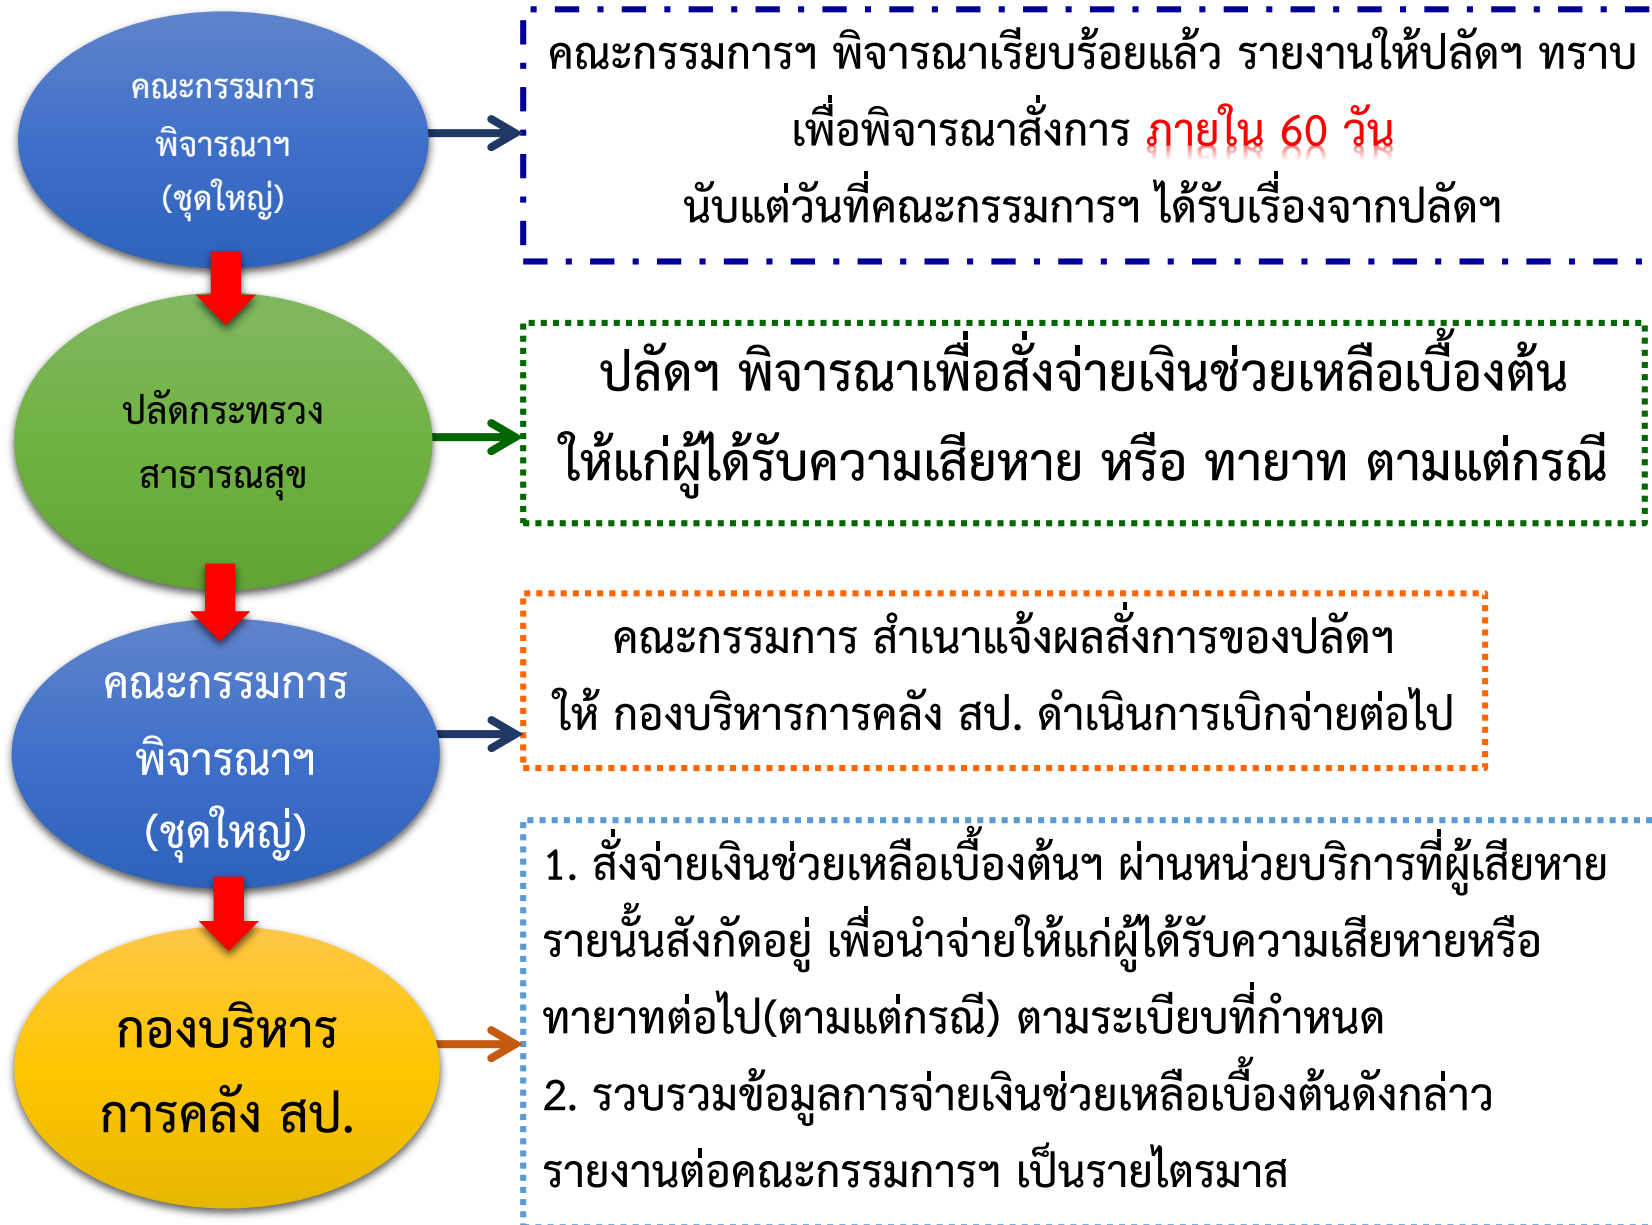 คณะกรรมการ
พิจารณาฯ
(ชุดใหญ่)
คณะกรรมการฯ พิจารณาเรียบร้อยแล้ว รายงานให้ปลัดฯ ทราบ
เพื่อพิจารณาสั่งการ ภายใน 60 วัน
นับแต่วันที่คณะกรรมการฯ ได้รับเรื่องจากปลัดฯ
ปลัดกระทรวง
สาธารณสุข
ปลัดฯ พิจารณาเพื่อสั่งจ่ายเงินช่วยเหลือเบื้องต้น
ให้แก่ผู้ได้รับความเสียหาย หรือ ทายาท ตามแต่กรณี
คณะกรรมการ
พิจารณาฯ
(ชุดใหญ่)
คณะกรรมการ สำเนาแจ้งผลสั่งการของปลัดฯ
ให้ กองบริหารการคลัง สป. ดำเนินการเบิกจ่ายต่อไป
กองบริหาร
การคลัง สป.
1. สั่งจ่ายเงินช่วยเหลือเบื้องต้นฯ ผ่านหน่วยบริการที่ผู้เสียหาย
รายนั้นสังกัดอยู่ เพื่อนำจ่ายให้แก่ผู้ได้รับความเสียหายหรือ
ทายาทต่อไป(ตามแต่กรณี) ตามระเบียบที่กำหนด
2. รวบรวมข้อมูลการจ่ายเงินช่วยเหลือเบื้องต้นดังกล่าว
รายงานต่อคณะกรรมการฯ เป็นรายไตรมาส